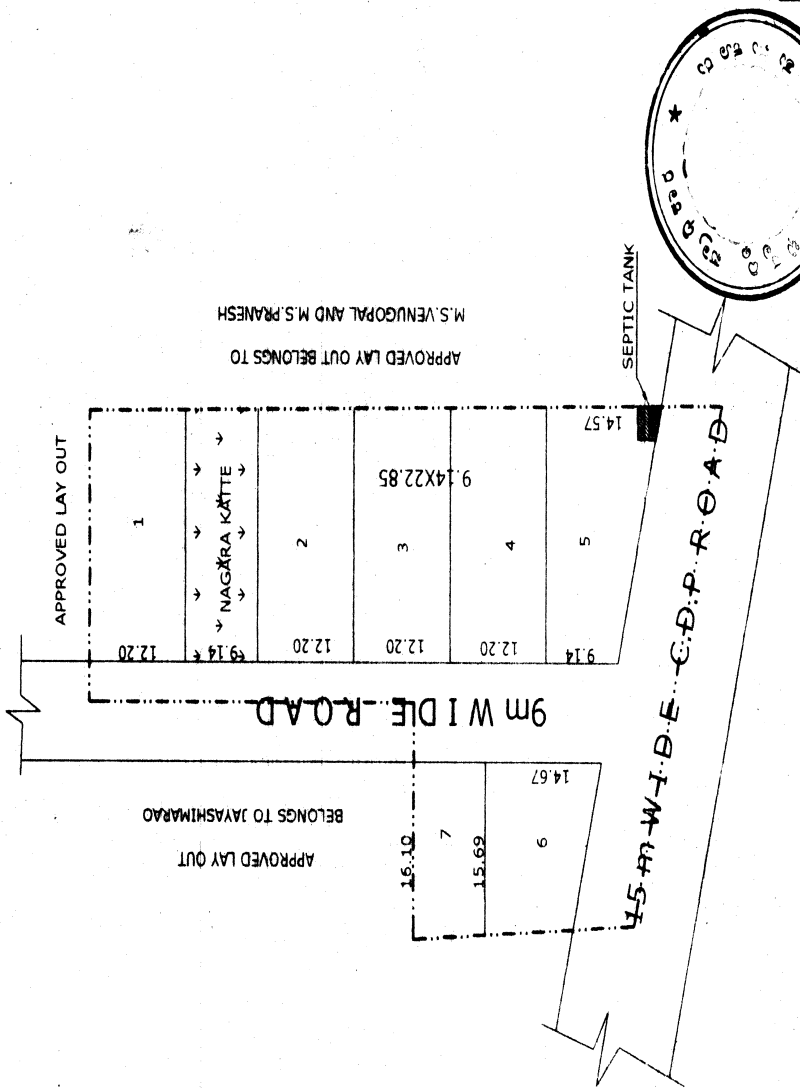 M.S.VENUGOPAL AND M.S.PRANESH
APPROVED LAY OUT BELONGS TO
SEPTIC TANK
APPROVED LAY OUT
1
12.20
NAGARA KATTE
9.14
2
12.20
3
12.20
9.14X22.85
4
12.20
5
9.14
14.57
9m WIDE ROAD
15 m WIDE C.D.P ROAD
BELONGS TO JAYASHIMARAO
APPROVED LAY OUT
16.10
7
15.69
6
14.67